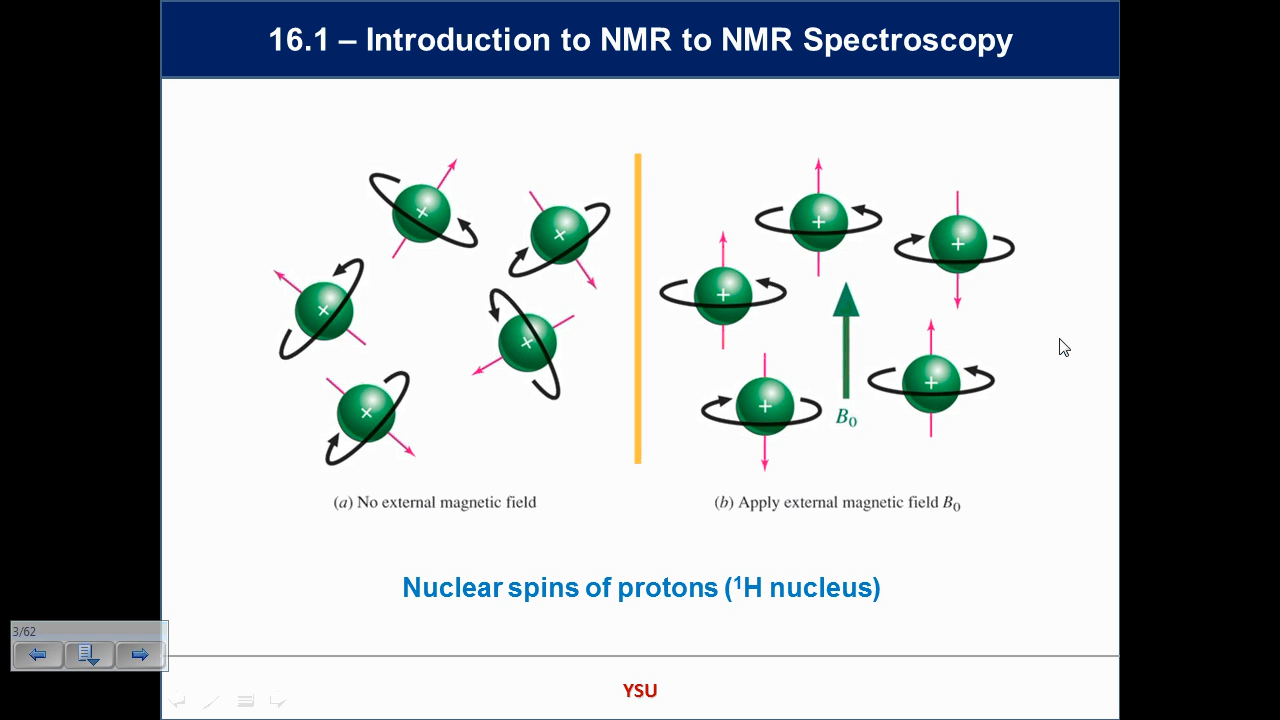 16.1 – Introduction to NMR to NMR Spectroscopy
+
+
+
+
+
+
+
+
+
+
B₀
(a) No external magnetic field
(b) Apply external magnetic field B₀
Nuclear spins of protons (¹H nucleus)
3/62
YSU